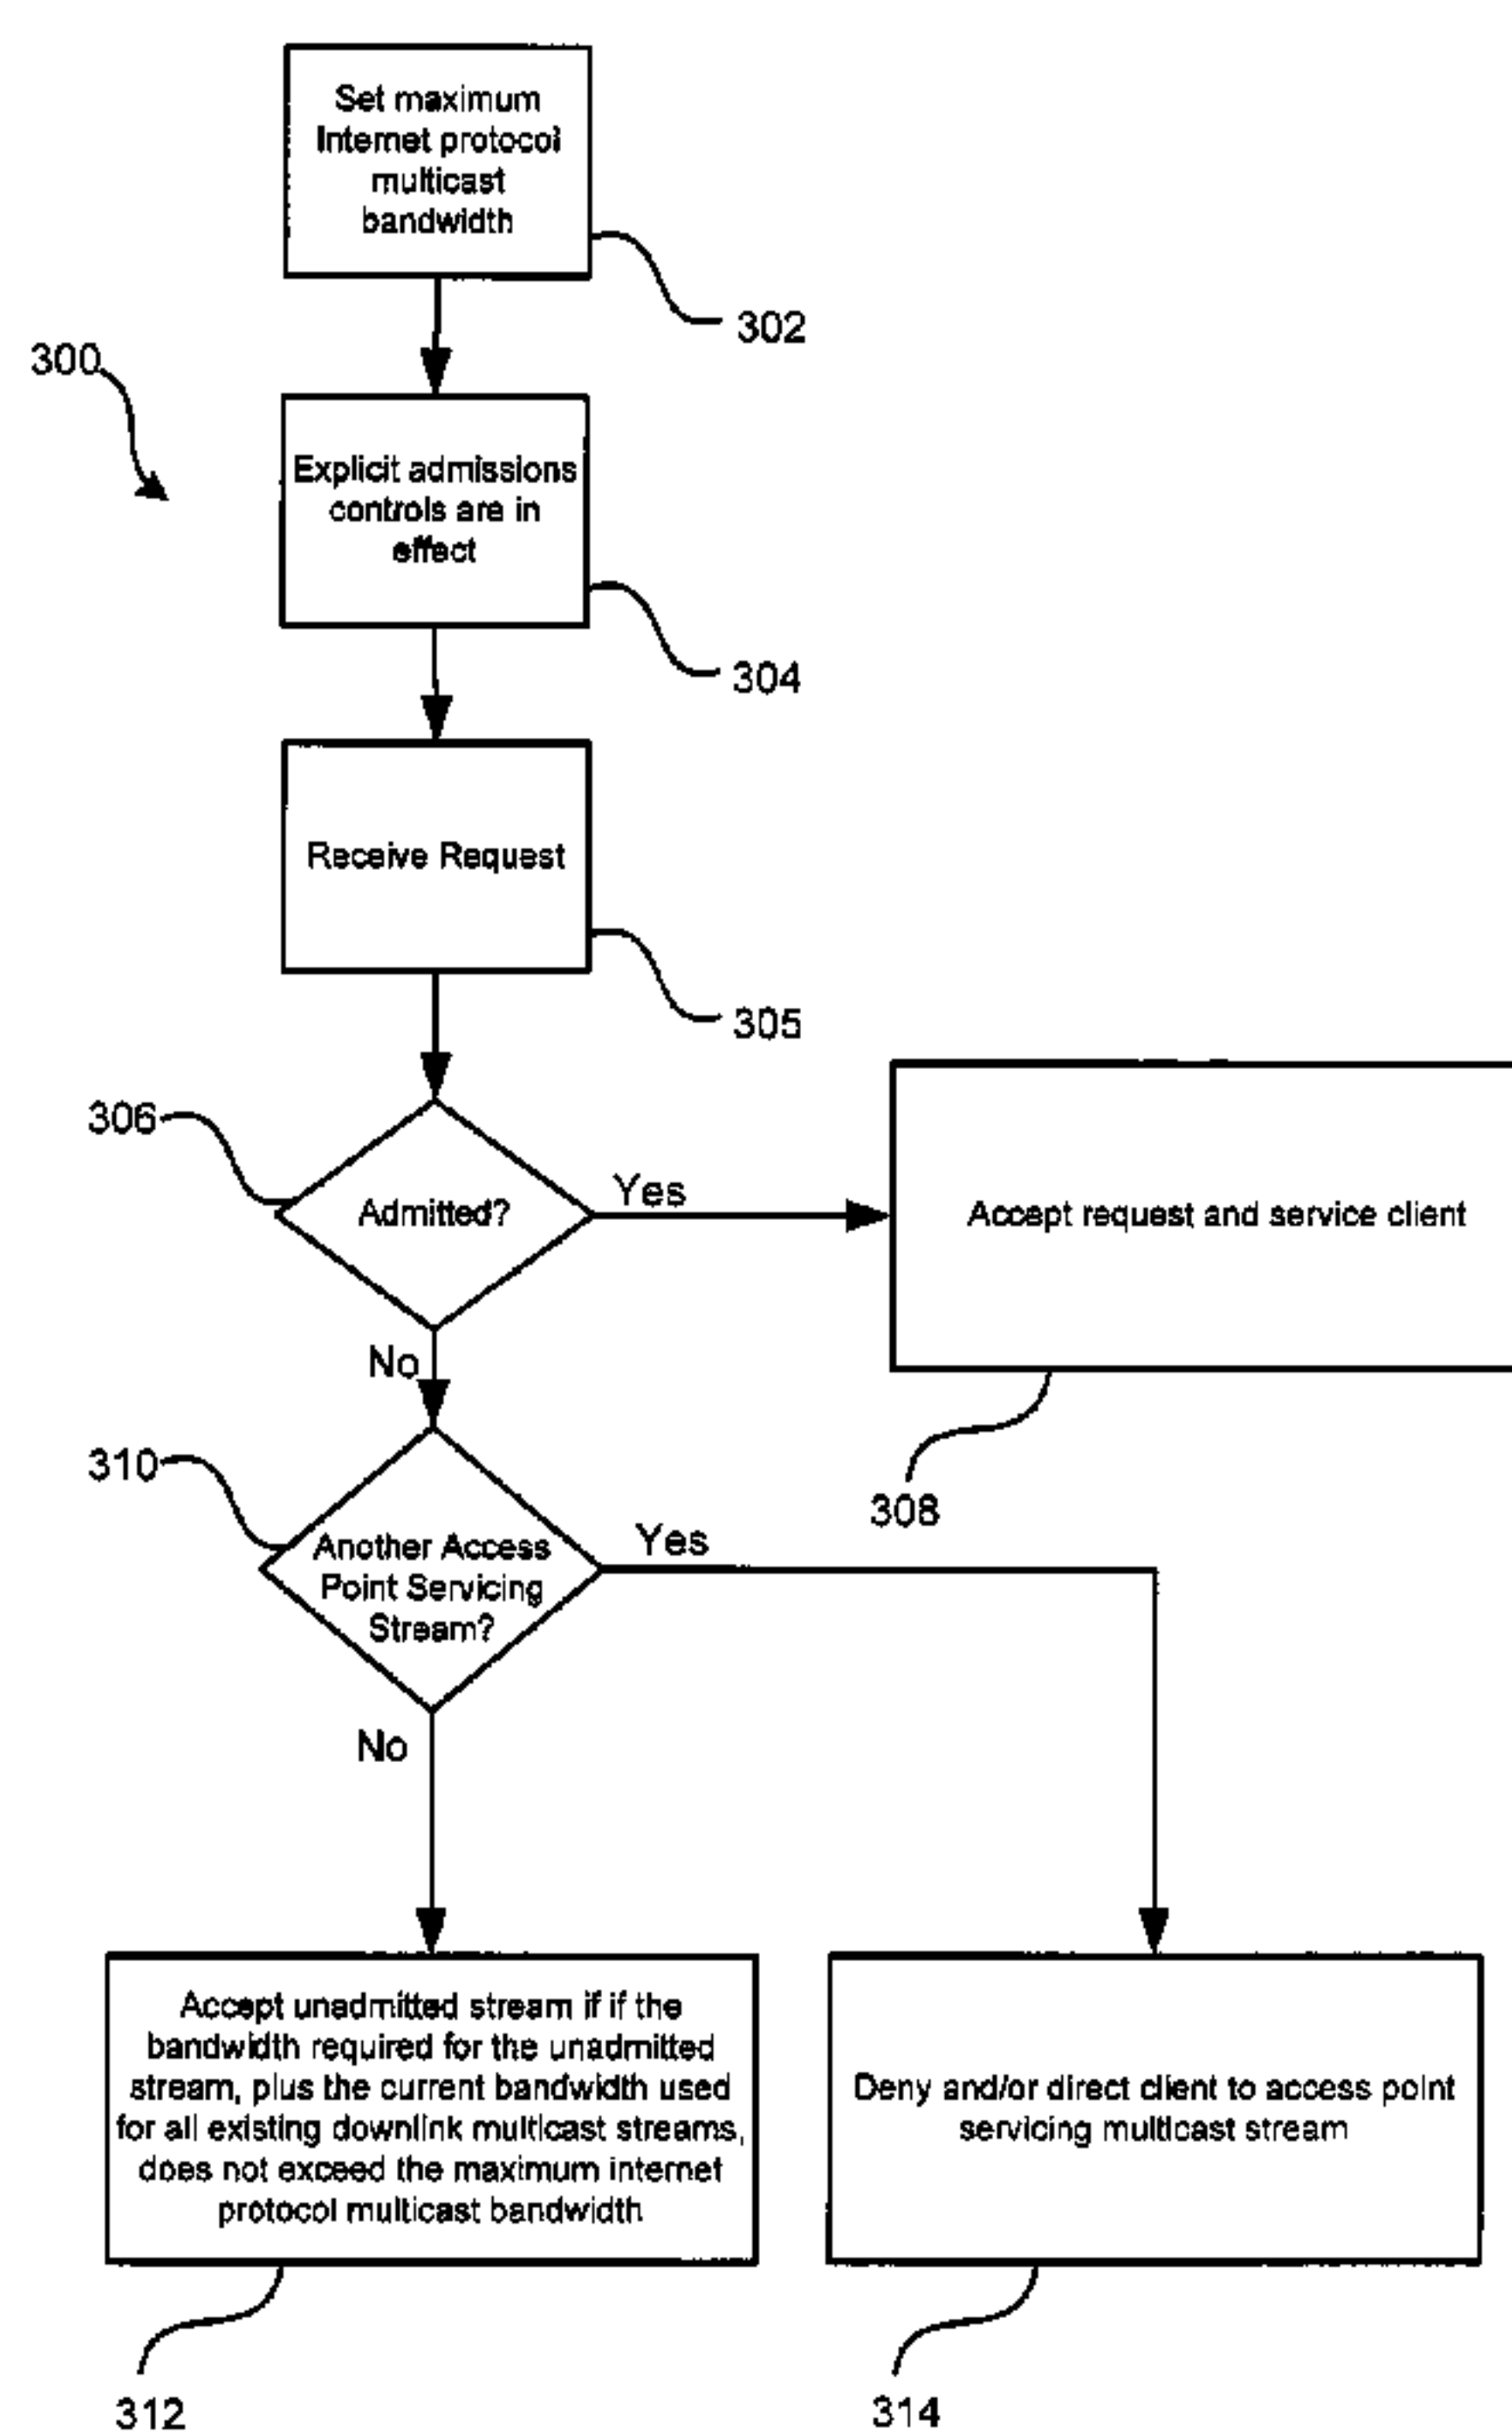 Set maximum
Internet protocol
multicast
bandwidth
302
300
Explicit admissions
controls are in
effect
304
Receive Request
305
306
Admitted?
Yes
Accept request and service client
No
308
310
Another Access
Point Servicing
Stream?
Yes
No
Accept unadmitted stream if if the
bandwidth required for the unadmitted
stream, plus the current bandwidth used
for all existing downlink multicast streams,
does not exceed the maximum internet
protocol multicast bandwidth
Deny and/or direct client to access point
servicing multicast stream
312
314